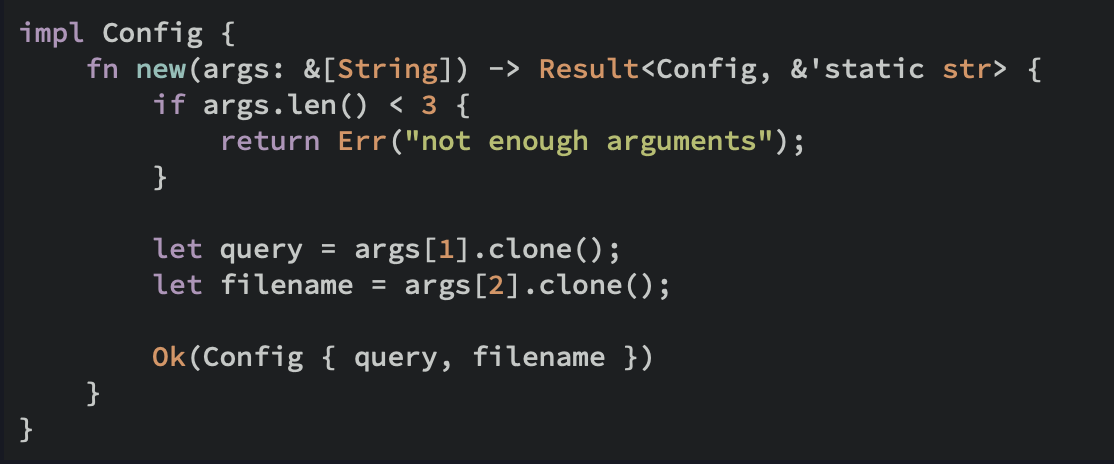 impl Config {
    fn new(args: &[String]) -> Result<Config, &'static str> {
        if args.len() < 3 {
            return Err("not enough arguments");
        }

        let query = args[1].clone();
        let filename = args[2].clone();

        Ok(Config { query, filename })
    }
}